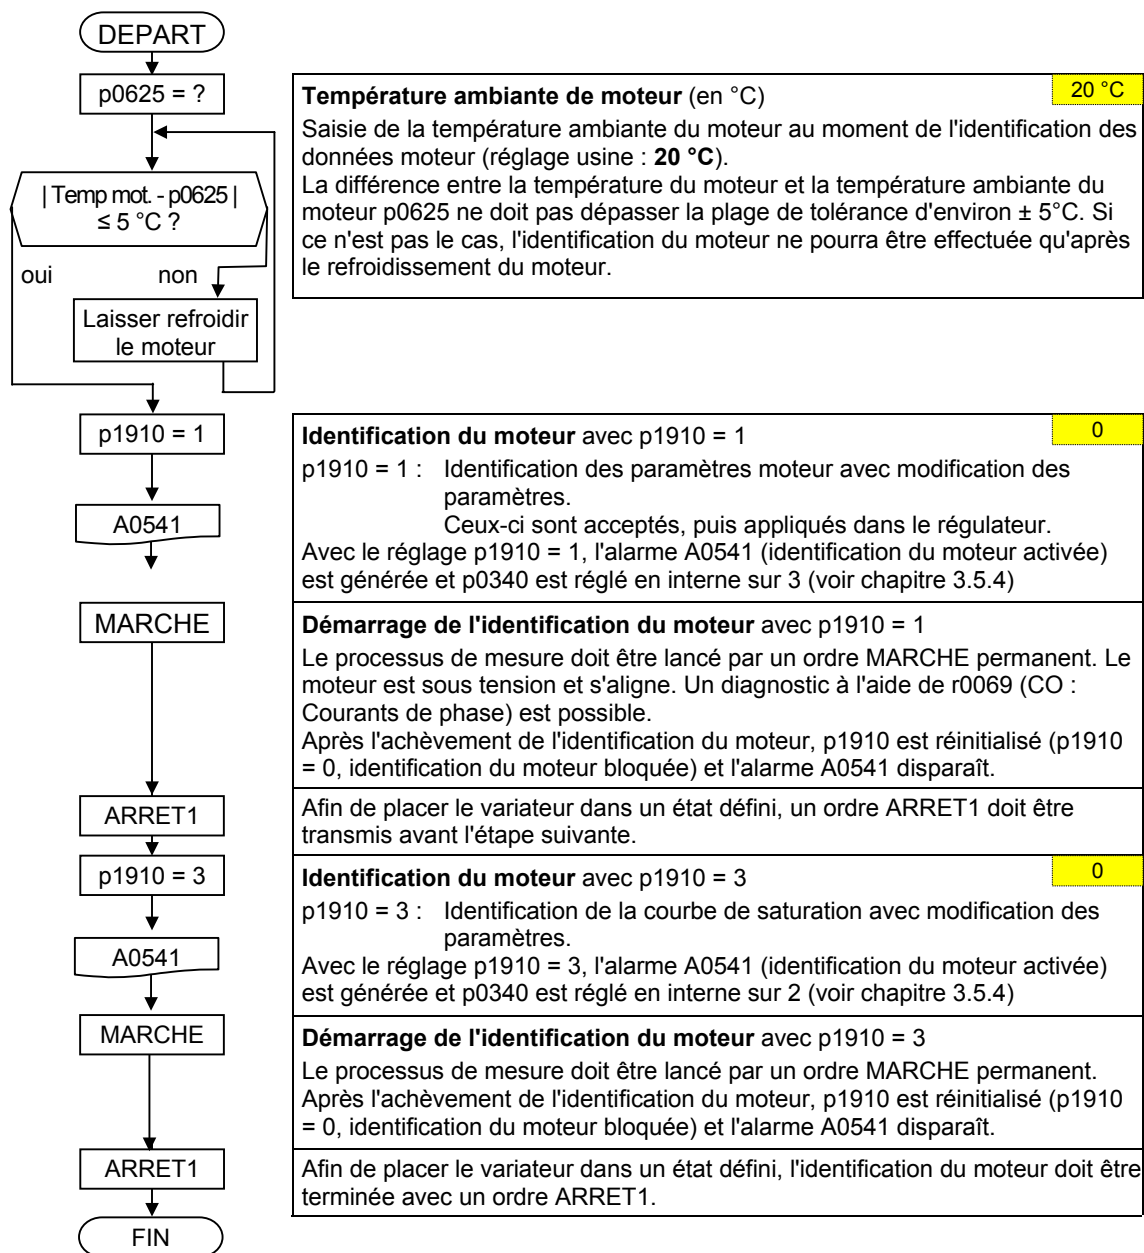 DEPART
p0625 = ?
Température ambiante de moteur (en °C)
20 °C
Saisie de la température ambiante du moteur au moment de l'identification des
données moteur (réglage usine : 20 °C).
La différence entre la température du moteur et la température ambiante du
moteur p0625 ne doit pas dépasser la plage de tolérance d'environ ± 5°C. Si
ce n'est pas le cas, l'identification du moteur ne pourra être effectuée qu'après
le refroidissement du moteur.
| Temp mot. - p0625 |
≤ 5 °C ?
oui
non
Laisser refroidir
le moteur
p1910 = 1
Identification du moteur avec p1910 = 1
0
p1910 = 1 : Identification des paramètres moteur avec modification des
paramètres.
Ceux-ci sont acceptés, puis appliqués dans le régulateur.
Avec le réglage p1910 = 1, l'alarme A0541 (identification du moteur activée)
est générée et p0340 est réglé en interne sur 3 (voir chapitre 3.5.4)
A0541
MARCHE
Démarrage de l'identification du moteur avec p1910 = 1
Le processus de mesure doit être lancé par un ordre MARCHE permanent. Le
moteur est sous tension et s'aligne. Un diagnostic à l'aide de r0069 (CO :
Courants de phase) est possible.
Après l'achèvement de l'identification du moteur, p1910 est réinitialisé (p1910
= 0, identification du moteur bloquée) et l'alarme A0541 disparaît.
ARRET1
Afin de placer le variateur dans un état défini, un ordre ARRET1 doit être
transmis avant l'étape suivante.
p1910 = 3
Identification du moteur avec p1910 = 3
0
p1910 = 3 : Identification de la courbe de saturation avec modification des
paramètres.
Avec le réglage p1910 = 3, l'alarme A0541 (identification du moteur activée)
est générée et p0340 est réglé en interne sur 2 (voir chapitre 3.5.4)
A0541
MARCHE
Démarrage de l'identification du moteur avec p1910 = 3
Le processus de mesure doit être lancé par un ordre MARCHE permanent.
Après l'achèvement de l'identification du moteur, p1910 est réinitialisé (p1910
= 0, identification du moteur bloquée) et l'alarme A0541 disparaît.
ARRET1
Afin de placer le variateur dans un état défini, l'identification du moteur doit être
terminée avec un ordre ARRET1.
FIN